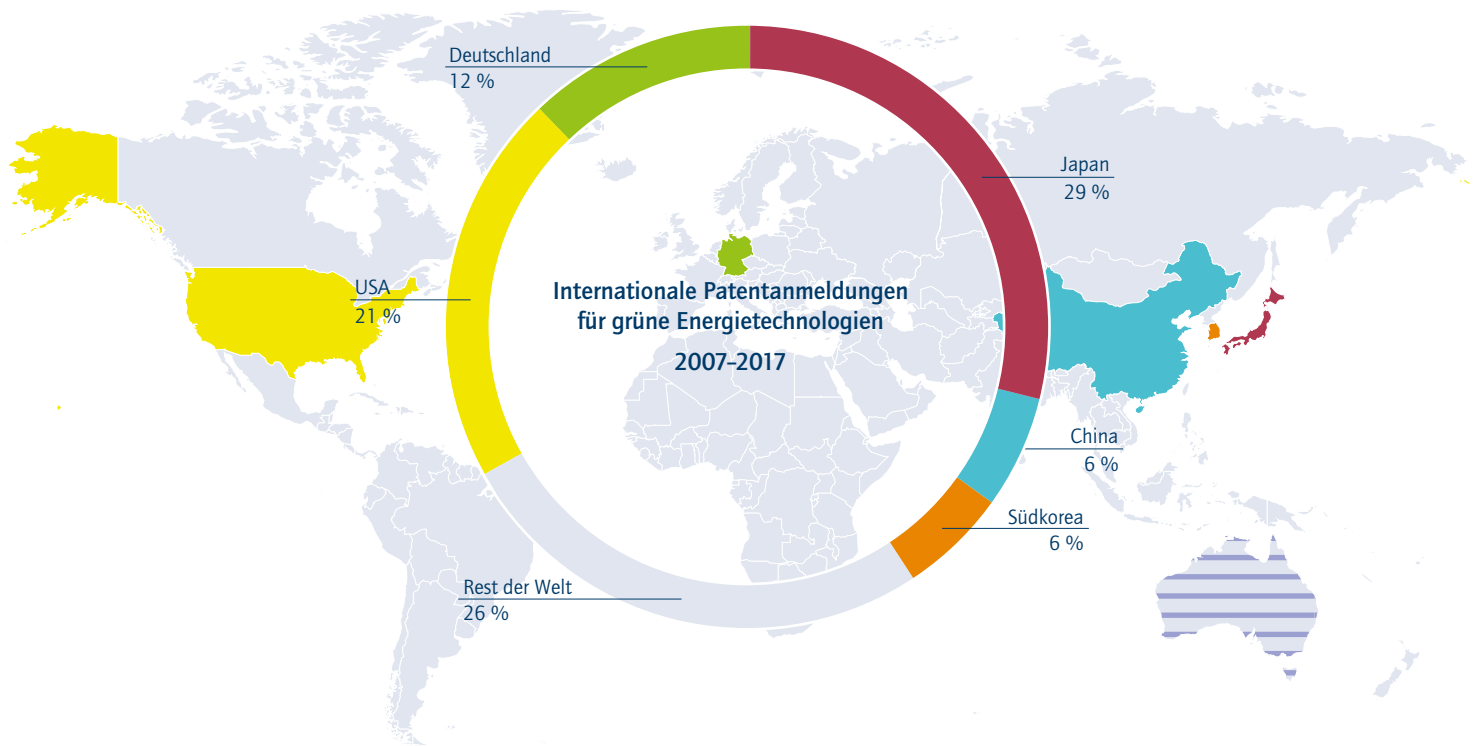 Deutschland
12 %
Japan
29 %
USA
21 %
Internationale Patentanmeldungen
für grüne Energietechnologien
2007–2017
China
6 %
Südkorea
6 %
Rest der Welt
26 %